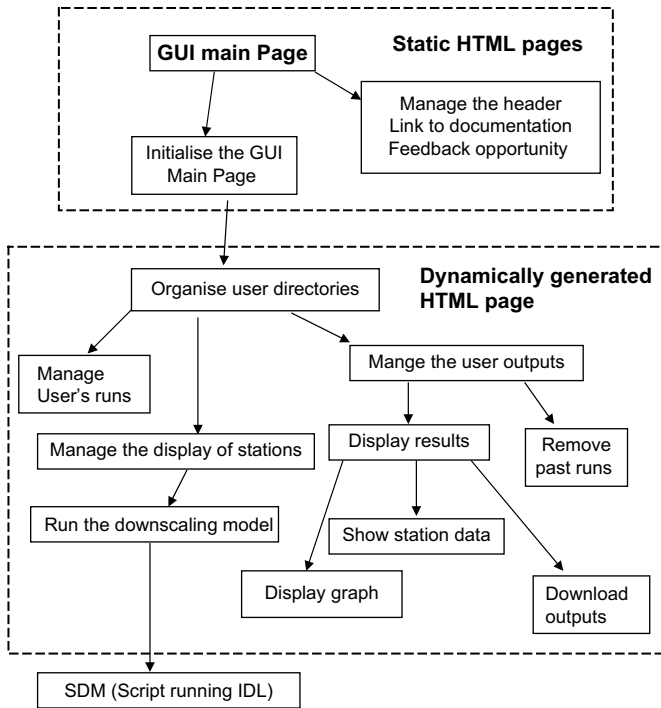 GUI main Page
Static HTML pages
Manage the header
Link to documentation
Feedback opportunity
Initialise the GUI
Main Page
Organise user directories
Dynamically generated
HTML page
Manage
User's runs
Mange the user outputs
Manage the display of stations
Display results
Remove
past runs
Run the downscaling model
Show station data
Display graph
Download
outputs
SDM (Script running IDL)